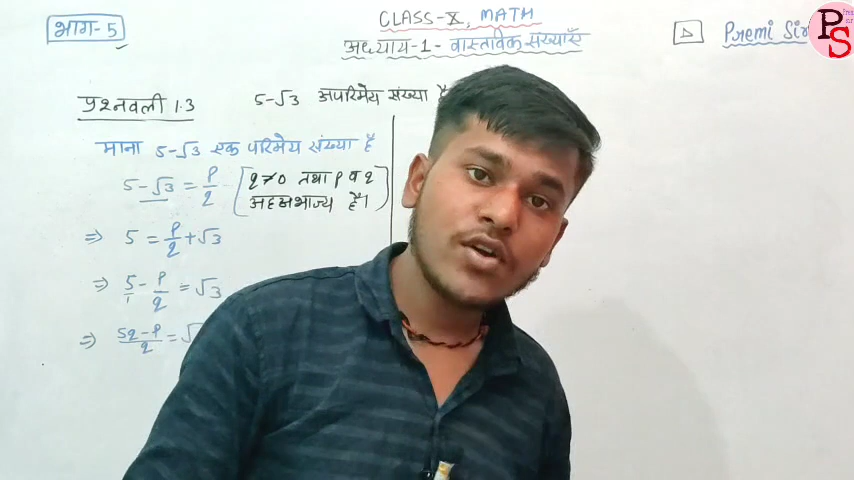 भाग-5
CLASS-X, MATH
अध्याय-1- वास्तविक संख्याएँ
Premi Sir
PS
प्रश्नवली 1.3
5-√3 अपरिमेय संख्या है
माना 5-√3 एक परिमेय संख्या है
5-√3 = p/q [q≠0 तथा p व q
अहसभाज्य है।]
⇒ 5 = p/q + √3
⇒ 5/1 - p/q = √3
⇒ 5q-p/q = √